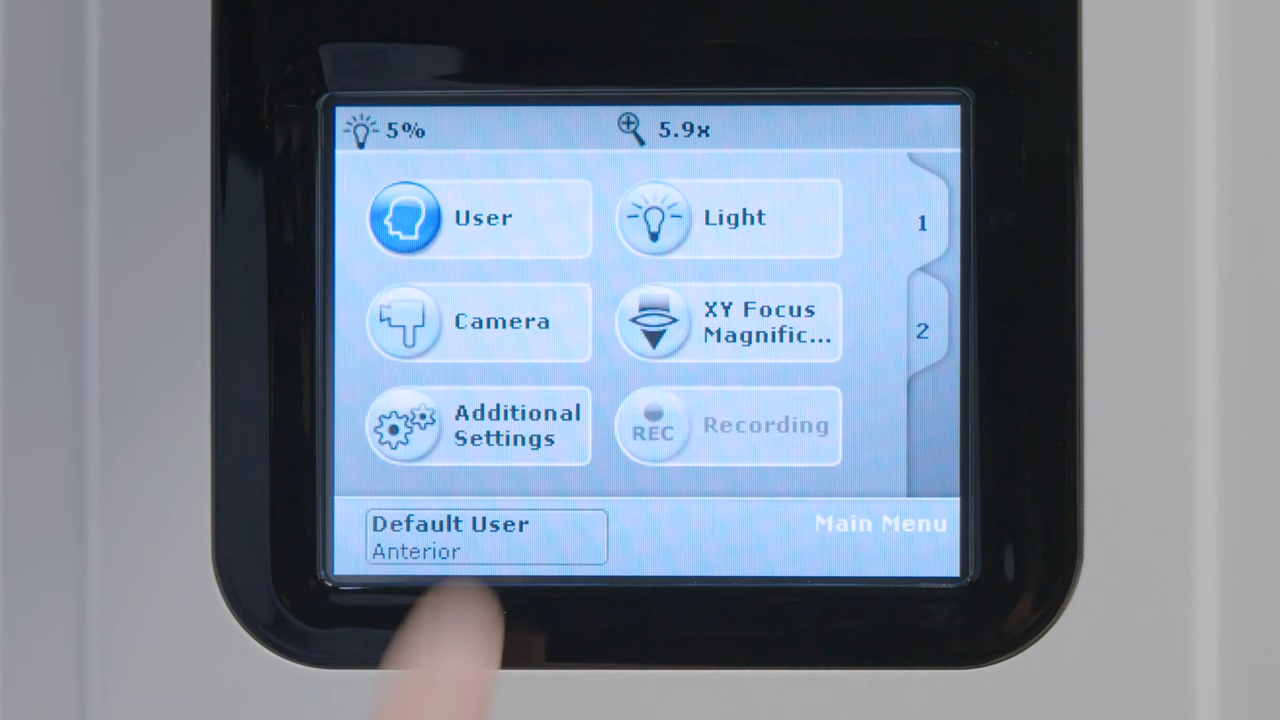 5%
5.9x
User
Light
1
Camera
XY Focus
Magnific...
2
Additional
Settings
REC
Recording
Default User
Anterior
Main Menu